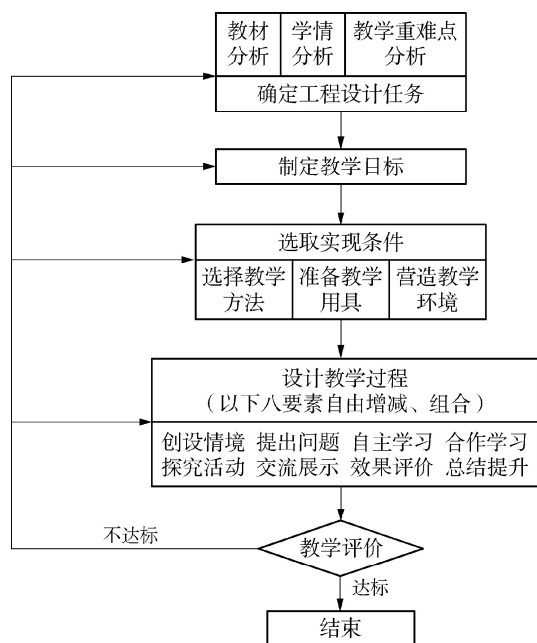 教材 学情 教学重难点
分析 分析 分析
确定工程设计任务
制定教学目标
选取实现条件
选择教学 准备教学 营造教学
方法 用具 环境
设计教学过程
（以下八要素自由增减、组合）
创设情境 提出问题 自主学习 合作学习
探究活动 交流展示 效果评价 总结提升
不达标
教学评价
达标
结束